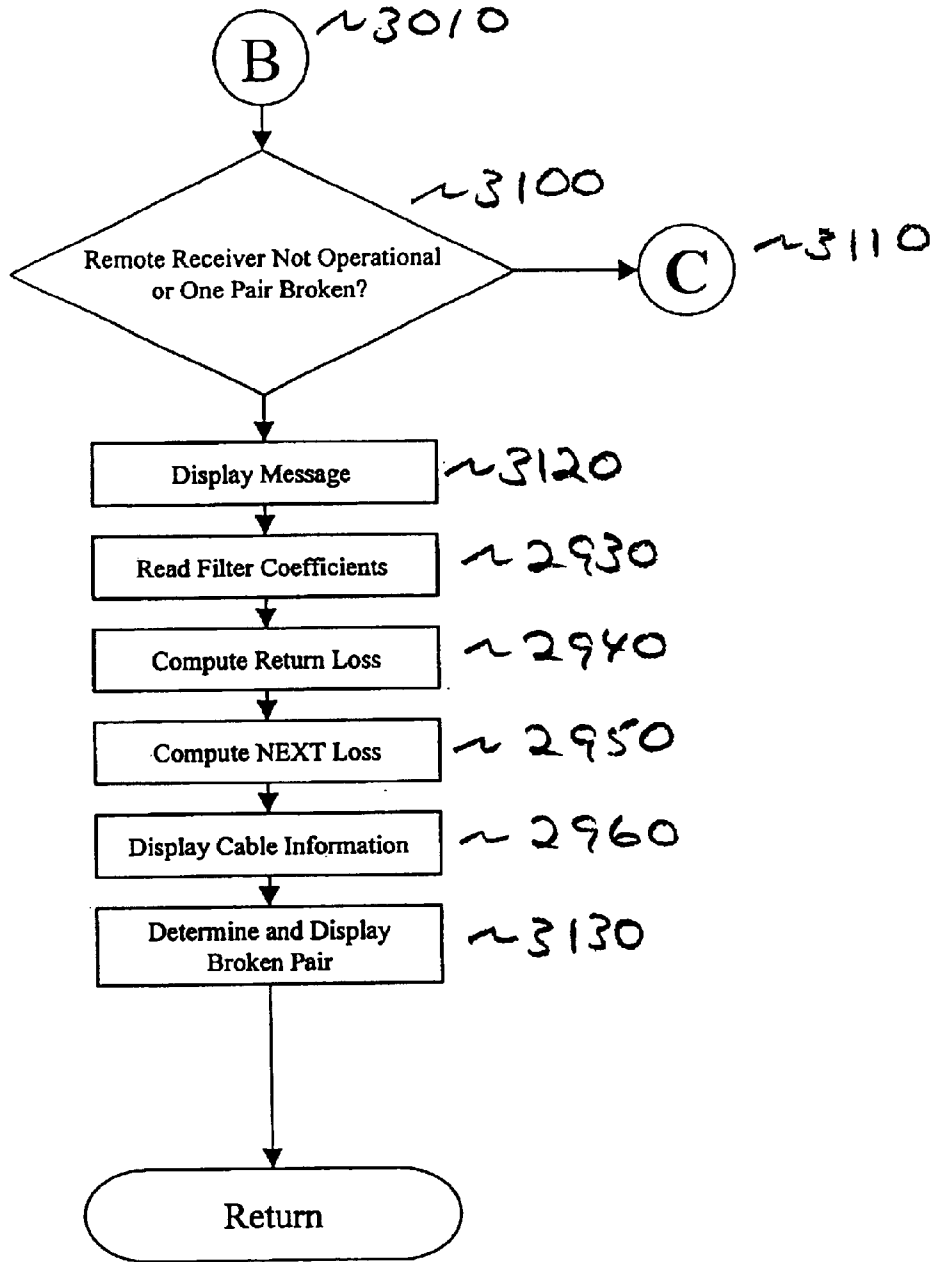 B ~3010
~3100
Remote Receiver Not Operational
or One Pair Broken?
C ~3110
Display Message ~3120
Read Filter Coefficients ~2930
Compute Return Loss ~2940
Compute NEXT Loss ~2950
Display Cable Information ~2960
Determine and Display
Broken Pair
~3130
Return